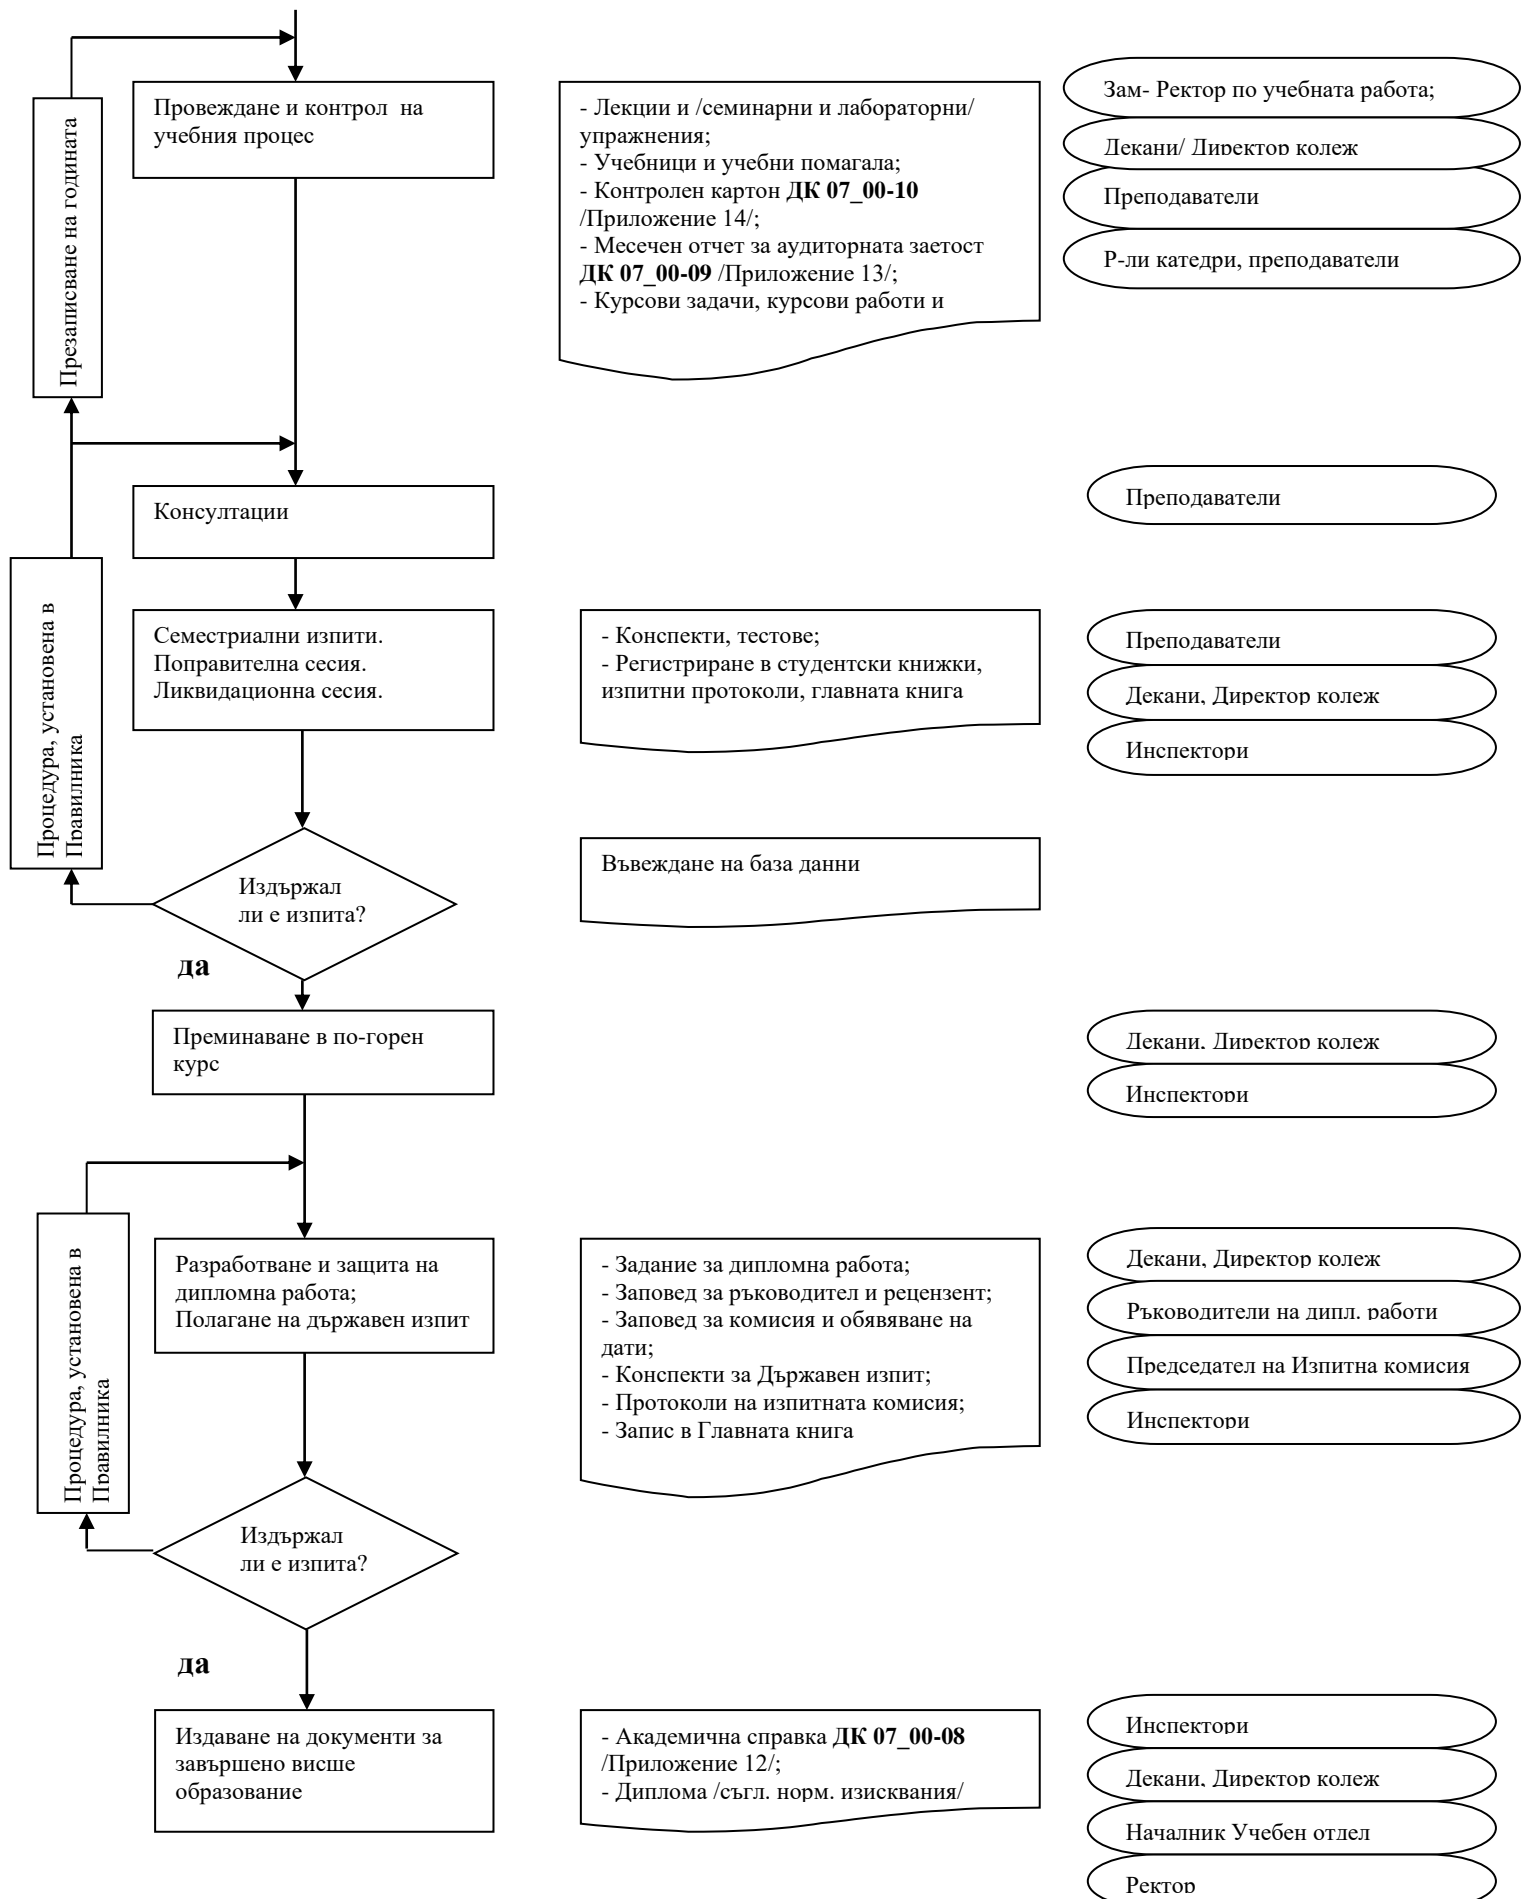 Презаписване на годината
Провеждане и контрол на
учебния процес
- Лекции и /семинарни и лабораторни/
упражнения;
- Учебници и учебни помагала;
- Контролен картон ДК 07_00-10
/Приложение 14/;
- Месечен отчет за аудиторната заетост
ДК 07_00-09 /Приложение 13/;
- Курсови задачи, курсови работи и
Зам- Ректор по учебната работа;
Декани/ Директор колеж
Преподаватели
Р-ли катедри, преподаватели
Консултации
Преподаватели
Процедура, установена в
Правилника
Семестриални изпити.
Поправителна сесия.
Ликвидационна сесия.
- Конспекти, тестове;
- Регистриране в студентски книжки,
изпитни протоколи, главната книга
Преподаватели
Декани, Директор колеж
Инспектори
Издържал
ли е изпита?
Въвеждане на база данни
да
Преминаване в по-горен
курс
Декани, Директор колеж
Инспектори
Процедура, установена в
Правилника
Разработване и защита на
дипломна работа;
Полагане на държавен изпит
- Задание за дипломна работа;
- Заповед за ръководител и рецензент;
- Заповед за комисия и обявяване на
дати;
- Конспекти за Държавен изпит;
- Протоколи на изпитната комисия;
- Запис в Главната книга
Декани, Директор колеж
Ръководители на дипл. работи
Председател на Изпитна комисия
Инспектори
Издържал
ли е изпита?
да
Издаване на документи за
завършено висше
образование
- Академична справка ДК 07_00-08
/Приложение 12/;
- Диплома /съгл. норм. изисквания/
Инспектори
Декани, Директор колеж
Началник Учебен отдел
Ректор